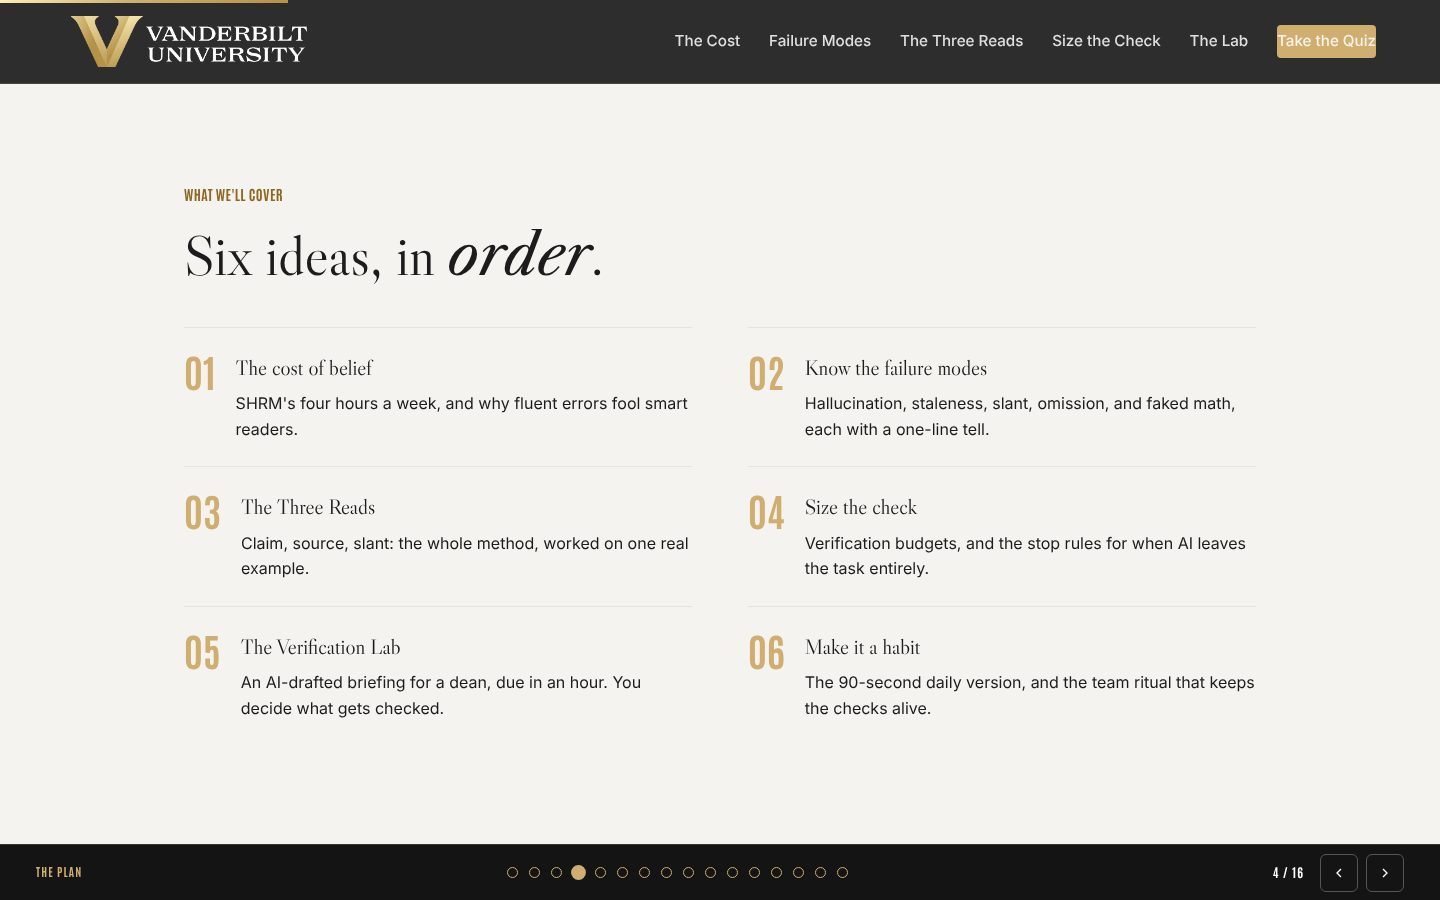 VANDERBILT
UNIVERSITY
The Cost
Failure Modes
The Three Reads
Size the Check
The Lab
Take the Quiz
WHAT WE'LL COVER
Six ideas, in order.
01
The cost of belief
SHRM's four hours a week, and why fluent errors fool smart
readers.
02
Know the failure modes
Hallucination, staleness, slant, omission, and faked math,
each with a one-line tell.
03
The Three Reads
Claim, source, slant: the whole method, worked on one real
example.
04
Size the check
Verification budgets, and the stop rules for when AI leaves
the task entirely.
05
The Verification Lab
An AI-drafted briefing for a dean, due in an hour. You
decide what gets checked.
06
Make it a habit
The 90-second daily version, and the team ritual that keeps
the checks alive.
THE PLAN
4 / 16